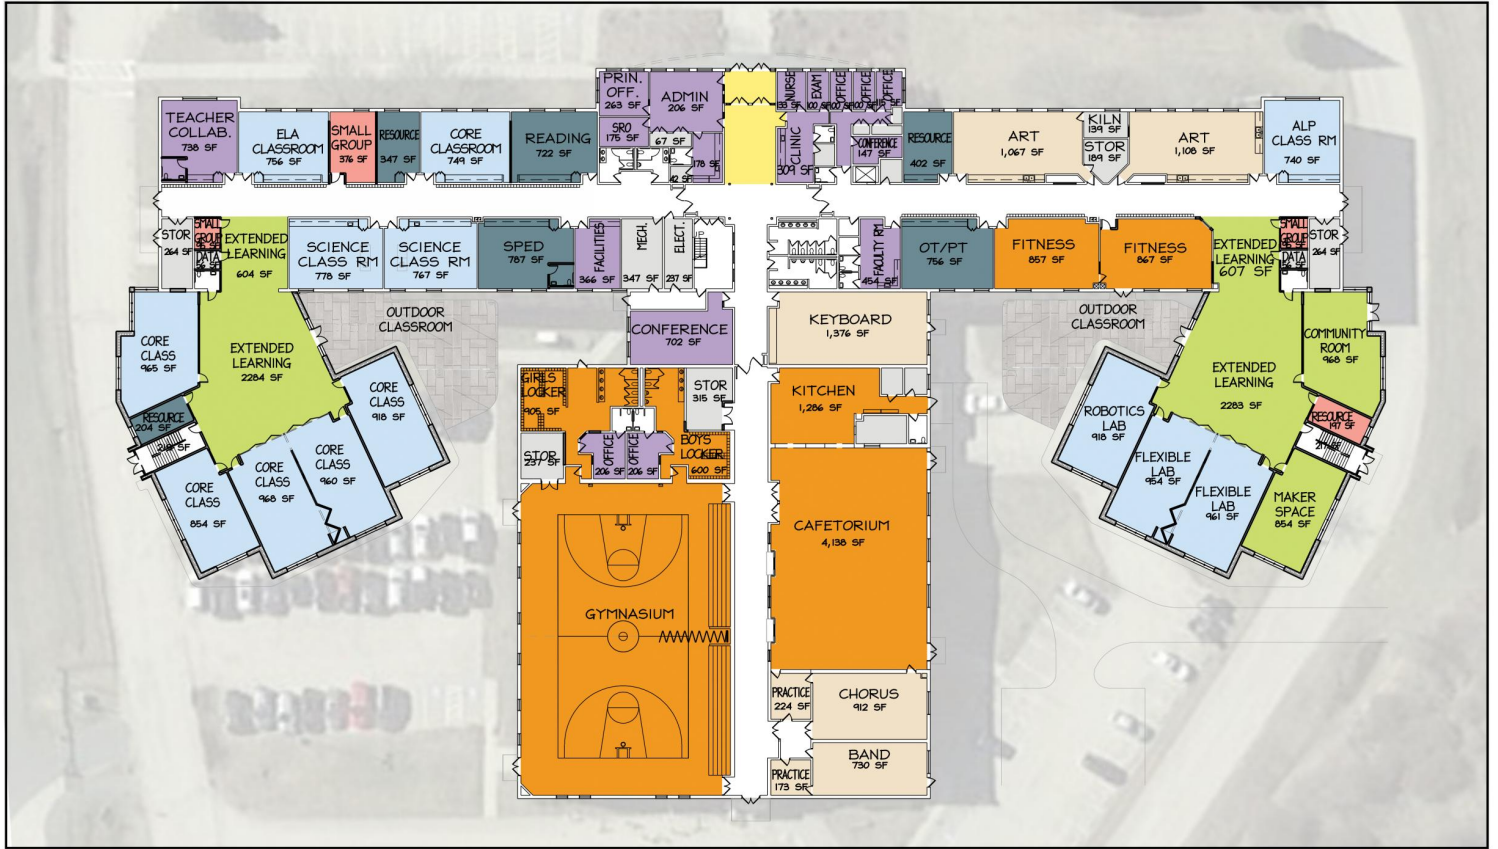 PRIN.
OFF.
263 SF
ADMIN
206 SF
SRO
175 SF
67 SF
178 SF
42 SF
NURSE
EXAM
OFFICE
OFFICE
OFFICE
CLINIC
309 SF
CONFERENCE
147 SF
TEACHER
COLLAB.
738 SF
ELA
CLASSROOM
756 SF
SMALL
GROUP
376 SF
RESOURCE
347 SF
CORE
CLASSROOM
749 SF
READING
722 SF
RESOURCE
402 SF
ART
1,067 SF
KILN
139 SF
STOR
189 SF
ART
1,108 SF
ALP
CLASS RM
740 SF
STOR
264 SF
SMALL
GROUP
DATA
EXTENDED
LEARNING
604 SF
SCIENCE
CLASS RM
778 SF
SCIENCE
CLASS RM
767 SF
SPED
787 SF
FACILITIES
366 SF
MECH.
347 SF
ELECT.
237 SF
FACULTY RM
454 SF
OT/PT
756 SF
FITNESS
857 SF
FITNESS
867 SF
EXTENDED
LEARNING
607 SF
SMALL
GROUP
DATA
STOR
264 SF
CORE
CLASS
965 SF
EXTENDED
LEARNING
2284 SF
OUTDOOR
CLASSROOM
CONFERENCE
702 SF
KEYBOARD
1,376 SF
OUTDOOR
CLASSROOM
EXTENDED
LEARNING
2283 SF
COMMUNITY
ROOM
968 SF
RESOURCE
204 SF
CORE
CLASS
918 SF
GIRLS
LOCKER
905 SF
STOR
315 SF
KITCHEN
1,286 SF
ROBOTICS
LAB
918 SF
RESOURCE
197 SF
CORE
CLASS
854 SF
CORE
CLASS
968 SF
CORE
CLASS
960 SF
STOR
237 SF
OFFICE
206 SF
OFFICE
206 SF
BOYS
LOCKER
600 SF
FLEXIBLE
LAB
954 SF
FLEXIBLE
LAB
961 SF
MAKER
SPACE
854 SF
CAFETORIUM
4,138 SF
GYMNASIUM
PRACTICE
224 SF
CHORUS
912 SF
BAND
730 SF
PRACTICE
173 SF